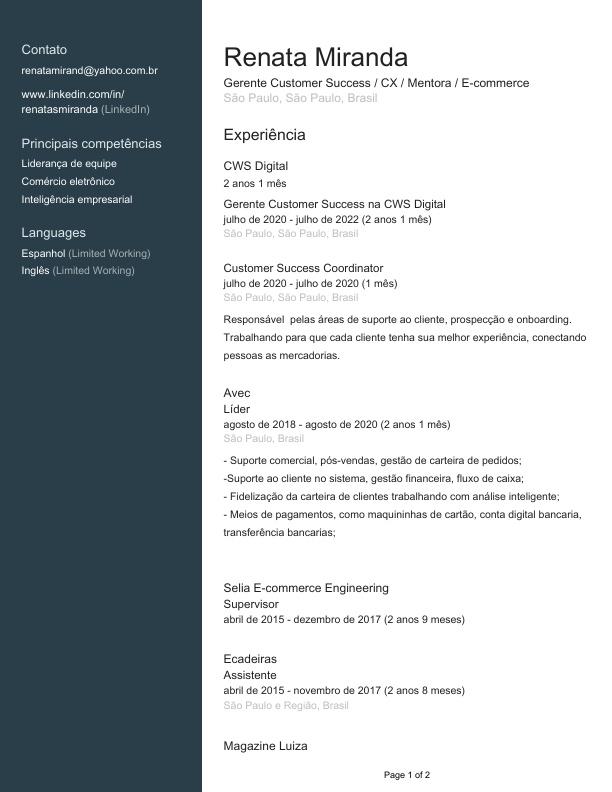 Contato
renatamirand@yahoo.com.br
www.linkedin.com/in/
renatasmiranda (LinkedIn)
Principais competências
Liderança de equipe
Comércio eletrônico
Inteligência empresarial
Languages
Espanhol (Limited Working)
Inglês (Limited Working)
Renata Miranda
Gerente Customer Success / CX / Mentora / E-commerce
São Paulo, São Paulo, Brasil
Experiência
CWS Digital
2 anos 1 mês
Gerente Customer Success na CWS Digital
julho de 2020 - julho de 2022 (2 anos 1 mês)
São Paulo, São Paulo, Brasil
Customer Success Coordinator
julho de 2020 - julho de 2020 (1 mês)
São Paulo, São Paulo, Brasil
Responsável  pelas áreas de suporte ao cliente, prospecção e onboarding.
Trabalhando para que cada cliente tenha sua melhor experiência, conectando
pessoas as mercadorias.
Avec
Líder
agosto de 2018 - agosto de 2020 (2 anos 1 mês)
São Paulo, Brasil
- Suporte comercial, pós-vendas, gestão de carteira de pedidos;
-Suporte ao cliente no sistema, gestão financeira, fluxo de caixa;
- Fidelização da carteira de clientes trabalhando com análise inteligente;
- Meios de pagamentos, como maquininhas de cartão, conta digital bancaria,
transferência bancarias;
Selia E-commerce Engineering
Supervisor
abril de 2015 - dezembro de 2017 (2 anos 9 meses)
Ecadeiras
Assistente
abril de 2015 - novembro de 2017 (2 anos 8 meses)
São Paulo e Região, Brasil
Magazine Luiza
Page 1 of 2